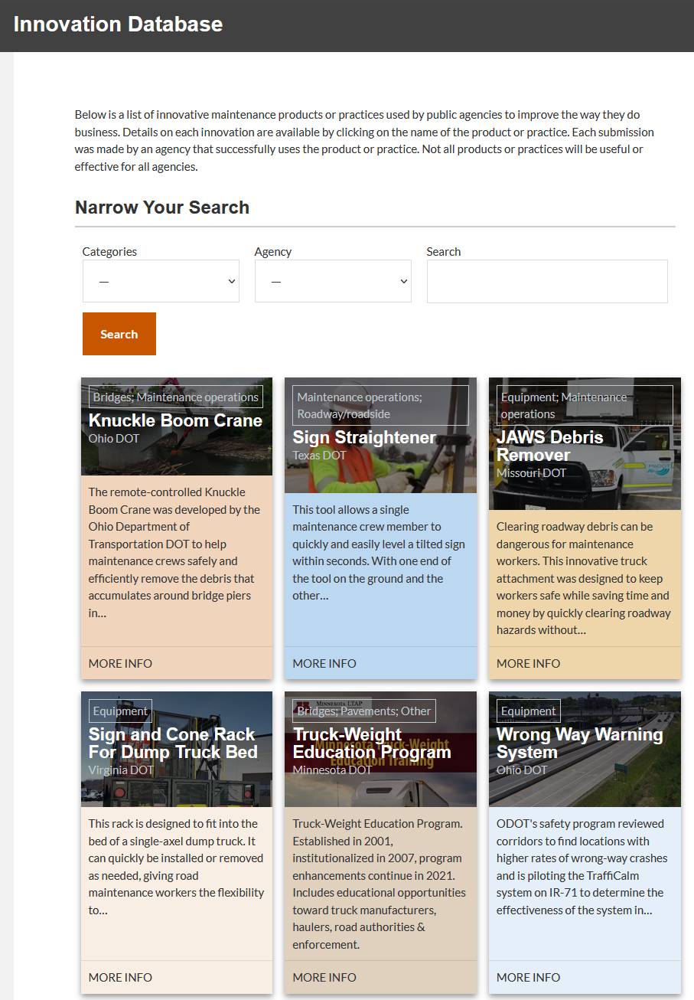 Innovation Database
Below is a list of innovative maintenance products or practices used by public agencies to improve the way they do
business. Details on each innovation are available by clicking on the name of the product or practice. Each submission
was made by an agency that successfully uses the product or practice. Not all products or practices will be useful or
effective for all agencies.
Narrow Your Search
Categories
Agency
Search
—
—
Search
Bridges; Maintenance operations
Knuckle Boom Crane
Ohio DOT
The remote-controlled Knuckle
Boom Crane was developed by the
Ohio Department of
Transportation DOT to help
maintenance crews safely and
efficiently remove the debris that
accumulates around bridge piers
in...
MORE INFO
Maintenance operations;
Roadway/roadside
Sign Straightener
Texas DOT
This tool allows a single
maintenance crew member to
quickly and easily level a tilted sign
within seconds. With one end of
the tool on the ground and the
other...
MORE INFO
Equipment; Maintenance
operations
JAWS Debris
Remover
Missouri DOT
MoDOT
Clearing roadway debris can be
dangerous for maintenance
workers. This innovative truck
attachment was designed to keep
workers safe while saving time and
money by quickly clearing roadway
hazards without...
MORE INFO
Equipment
Sign and Cone Rack
For Dump Truck Bed
Virginia DOT
This rack is designed to fit into the
bed of a single-axel dump truck. It
can quickly be installed or removed
as needed, giving road
maintenance workers the flexibility
to...
MORE INFO
Minnesota LTAP
Bridges; Pavements; Other
Truck-Weight
Education Program
Minnesota Truck-Weight
Education Training
Minnesota DOT
Truck-Weight Education Program.
Established in 2001,
institutionalized in 2007, program
enhancements continue in 2021.
Includes educational opportunities
toward truck manufacturers,
haulers, road authorities &
enforcement.
MORE INFO
Equipment
Wrong Way Warning
System
Ohio DOT
ODOT's safety program reviewed
corridors to find locations with
higher rates of wrong-way crashes
and is piloting the TraffiCalm
system on IR-71 to determine the
effectiveness of the system in...
MORE INFO